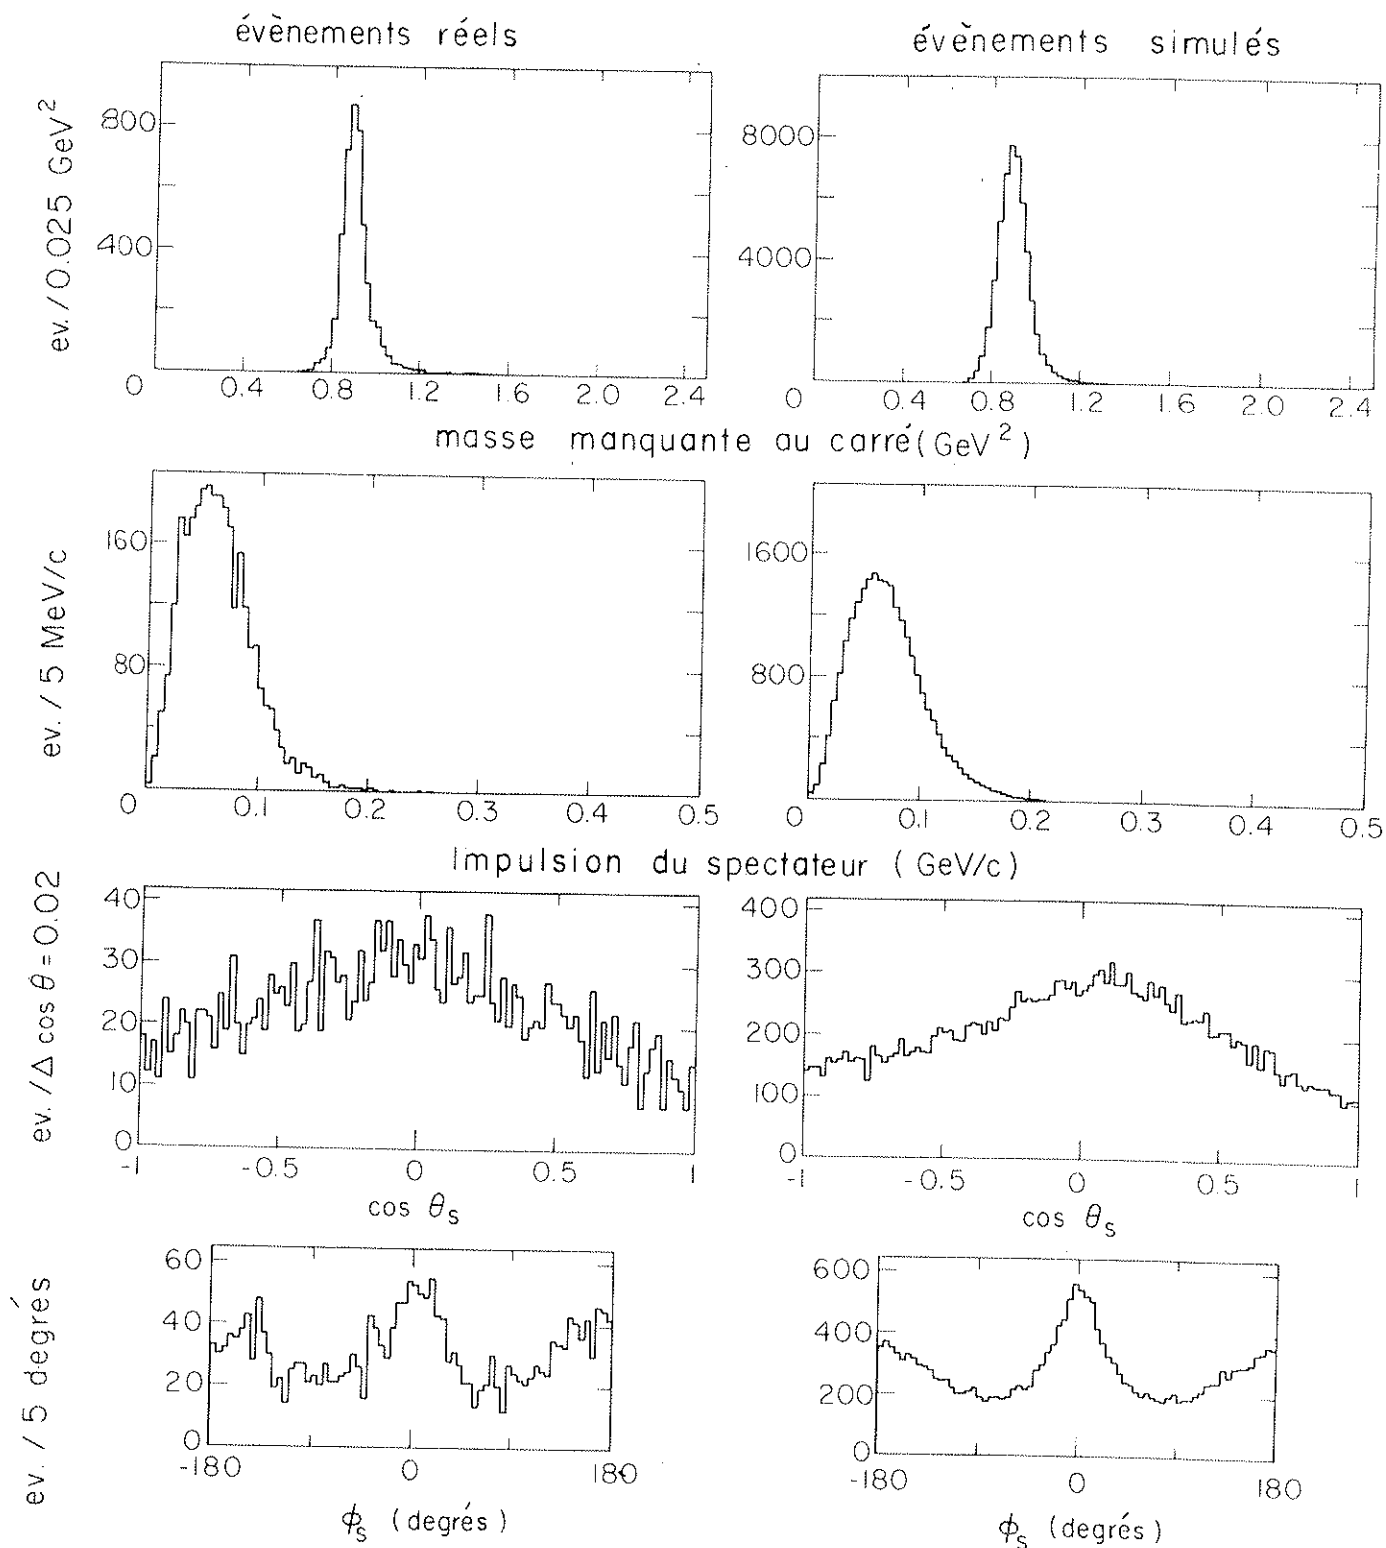 évènements réels
évènements simulés
ev./0.025 GeV²
800
400
0 0.4 0.8 1.2 1.6 2.0 2.4
8000
4000
0 0.4 0.8 1.2 1.6 2.0 2.4
masse manquante au carré (GeV²)
ev. / 5 MeV/c
160
80
0 0.1 0.2 0.3 0.4 0.5
1600
800
0 0.1 0.2 0.3 0.4 0.5
Impulsion du spectateur (GeV/c)
ev. /Δ cos θ = 0.02
40
30
20
10
0
-1 -0.5 0 0.5 1
cos θs
400
300
200
100
0
-1 -0.5 0 0.5 1
cos θs
ev. / 5 degrés
60
40
20
0
-180 0 180
ϕs (degrés)
600
400
200
0
-180 0 180
ϕs (degrés)